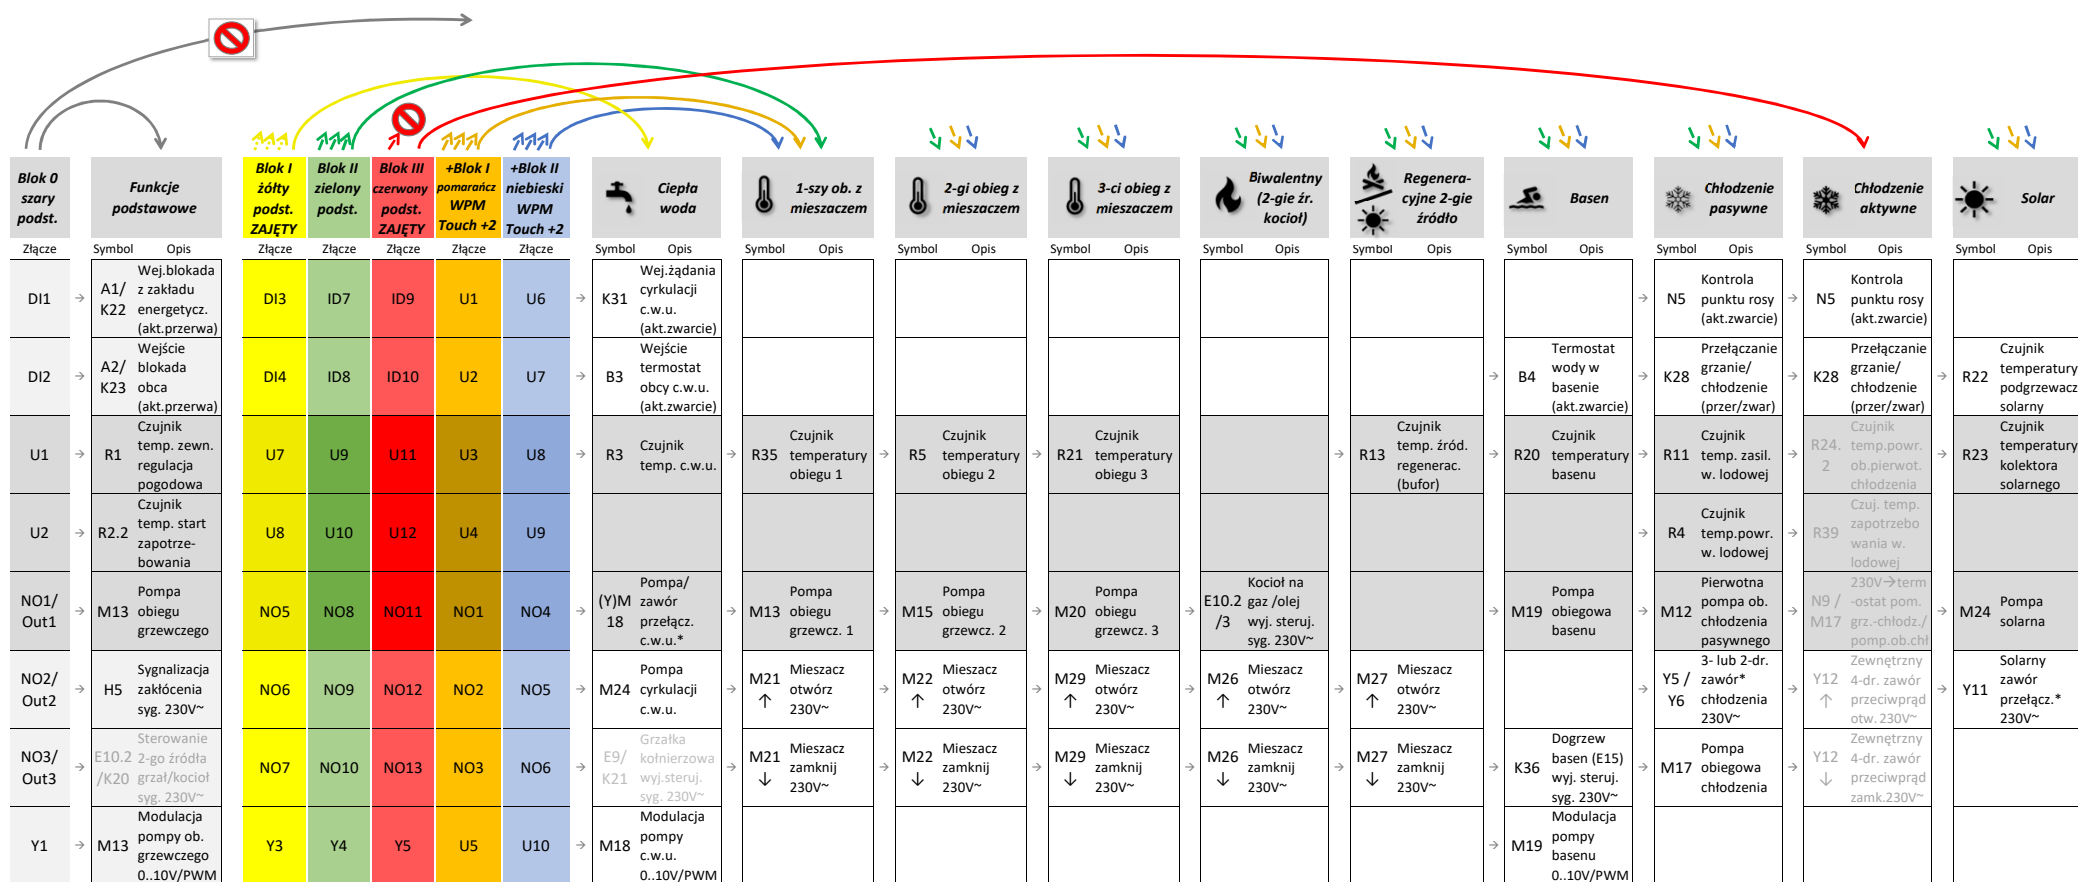 Blok 0
szary
podst.
Funkcje
podstawowe
Blok I
żółty
podst.
ZAJĘTY
Blok II
zielony
podst.
Blok III
czerwony
podst.
ZAJĘTY
+Blok I
pomarańcz
WPM
Touch +2
+Blok II
niebieski
WPM
Touch +2
Ciepła
woda
1-szy ob. z
mieszaczem
2-gi obieg z
mieszaczem
3-ci obieg z
mieszaczem
Biwalentny
(2-gie źr.
kocioł)
Regenera-
cyjne 2-gie
źródło
Basen
Chłodzenie
pasywne
Chłodzenie
aktywne
Solar
Złącze Symbol Opis Złącze Złącze Złącze Złącze Złącze Symbol Opis Symbol Opis Symbol Opis Symbol Opis Symbol Opis Symbol Opis Symbol Opis Symbol Opis Symbol Opis Symbol Opis
DI1 →
A1/
K22
Wej.blokada
z zakładu
energetycz.
(akt.przerwa)
DI3 ID7 ID9 U1 U6 →
K31
Wej.żądania
cyrkulacji
c.w.u.
(akt.zwarcie)
→ N5
Kontrola
punktu rosy
(akt.zwarcie)
→ N5
Kontrola
punktu rosy
(akt.zwarcie)
DI2 →
A2/
K23
Wejście
blokada
obca
(akt.przerwa)
DI4 ID8 ID10 U2 U7 →
B3
Wejście
termostat
obcy c.w.u.
(akt.zwarcie)
→ B4
Termostat
wody w
basenie
(akt.zwarcie)
→ K28
Przełączanie
grzanie/
chłodzenie
(przer/zwar)
→ K28
Przełączanie
grzanie/
chłodzenie
(przer/zwar)
→ R22
Czujnik
temperatury
podgrzewacz
solarny
U1 →
R1
Czujnik
temp. zewn.
regulacja
pogodowa
U7 U9 U11 U3 U8 →
R3
Czujnik
temp. c.w.u.
→ R35
Czujnik
temperatury
obiegu 1
→ R5
Czujnik
temperatury
obiegu 2
→ R21
Czujnik
temperatury
obiegu 3
→ R13
Czujnik
temp. źród.
regenerac.
(bufor)
→ R20
Czujnik
temperatury
basenu
→ R11
Czujnik
temp. zasil.
w. lodowej
→ R24.
2
Czujnik
temp.powr.
ob.pierwot.
chłodzenia
→ R23
Czujnik
temperatury
kolektora
solarnego
U2 →
R2.2
Czujnik
temp. start
zapotrze-
bowania
U8 U10 U12 U4 U9
→ R4
Czujnik
temp.powr.
w. lodowej
→ R39
Czuj. temp.
zapotrzebo
wania w.
lodowej
NO1/
Out1
→ M13
Pompa
obiegu
grzewczego
NO5 NO8 NO11 NO1 NO4 →
(Y)M
18
Pompa/
zawór
przełącz.
c.w.u.*
→ M13
Pompa
obiegu
grzewcz. 1
→ M15
Pompa
obiegu
grzewcz. 2
→ M20
Pompa
obiegu
grzewcz. 3
→ E10.2
/3
Kocioł na
gaz /olej
wyj. steruj.
syg. 230V~
→ M19
Pompa
obiegowa
basenu
→ M12
Pierwotna
pompa ob.
chłodzenia
pasywnego
→ N9 /
M17
230V→term
-ostat pom.
grz.-chłodz./
pomp.ob.chł
→ M24
Pompa
solarna
NO2/
Out2
→ H5
Sygnalizacja
zakłócenia
syg. 230V~
NO6 NO9 NO12 NO2 NO5 →
M24
Pompa
cyrkulacji
c.w.u.
→ M21
↑
Mieszacz
otwórz
230V~
→ M22
↑
Mieszacz
otwórz
230V~
→ M29
↑
Mieszacz
otwórz
230V~
→ M26
↑
Mieszacz
otwórz
230V~
→ M27
↑
Mieszacz
otwórz
230V~
→ Y5 /
Y6
3- lub 2-dr.
zawór*
chłodzenia
230V~
→ Y12
↑
Zewnętrzny
4-dr. zawór
przeciwprąd
otw. 230V~
→ Y11
Solarny
zawór
przełącz.*
230V~
NO3/
Out3
→ E10.2
/K20
Sterowanie
2-go źródła
grzał/kocioł
syg. 230V~
NO7 NO10 NO13 NO3 NO6 →
E9/
K21
Grzałka
kołnierzowa
wyj.steruj.
syg. 230V~
→ M21
↓
Mieszacz
zamknij
230V~
→ M22
↓
Mieszacz
zamknij
230V~
→ M29
↓
Mieszacz
zamknij
230V~
→ M26
↓
Mieszacz
zamknij
230V~
→ M27
↓
Mieszacz
zamknij
230V~
→ K36
Dogrzew
basen (E15)
wyj. steruj.
syg. 230V~
→ M17
Pompa
obiegowa
chłodzenia
→ Y12
↓
Zewnętrzny
4-dr. zawór
przeciwprąd
zamk.230V~
Y1 →
M13
Modulacja
pompy ob.
grzewczego
0..10V/PWM
Y3 Y4 Y5 U5 U10 →
M18
Modulacja
pompy
c.w.u.
0..10V/PWM
→ M19
Modulacja
pompy
basenu
0..10V/PWM